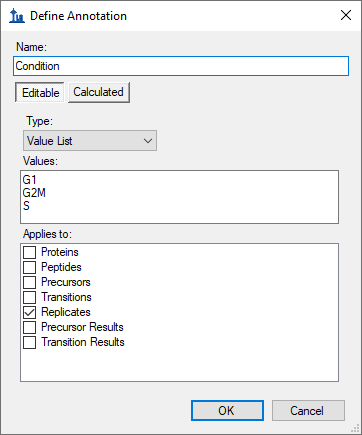 Define Annotation
Name:
Condition
Editable Calculated
Type:
Value List
Values:
G1
G2M
S
Applies to:
Proteins
Peptides
Precursors
Transitions
Replicates
Precursor Results
Transition Results
OK Cancel